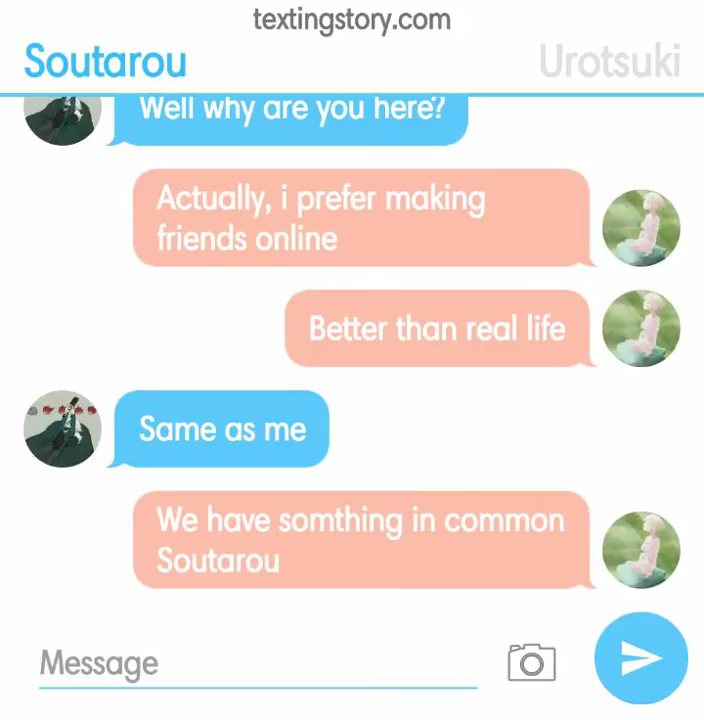 textingstory.com
Soutarou
Urotsuki
Well why are you here?
Actually, i prefer making
friends online
Better than real life
Same as me
We have somthing in common
Soutarou
Message